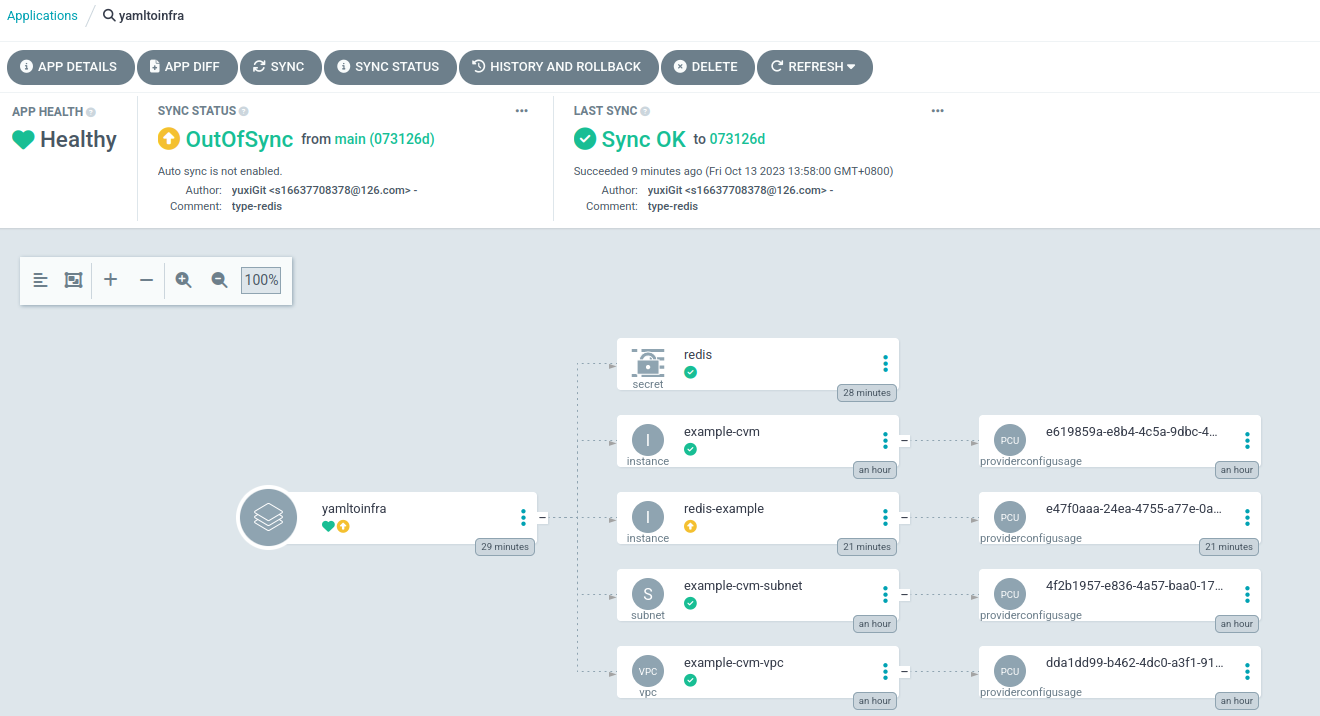 Applications / yamltoinfra
APP DETAILS APP DIFF SYNC SYNC STATUS HISTORY AND ROLLBACK DELETE REFRESH
APP HEALTH
Healthy
SYNC STATUS
OutOfSync from main (073126d)
Auto sync is not enabled.
Author: yuxiGit <s16637708378@126.com> -
Comment: type-redis
LAST SYNC
Sync OK to 073126d
Succeeded 9 minutes ago (Fri Oct 13 2023 13:58:00 GMT+0800)
Author: yuxiGit <s16637708378@126.com> -
Comment: type-redis
100%
yamltoinfra
29 minutes
redis
secret
28 minutes
I
example-cvm
instance
an hour
PCU
e619859a-e8b4-4c5a-9dbc-4...
providerconfigusage
an hour
I
redis-example
instance
21 minutes
PCU
e47f0aaa-24ea-4755-a77e-0a...
providerconfigusage
21 minutes
S
example-cvm-subnet
subnet
an hour
PCU
4f2b1957-e836-4a57-baa0-17...
providerconfigusage
an hour
VPC
example-cvm-vpc
vpc
an hour
PCU
dda1dd99-b462-4dc0-a3f1-91...
providerconfigusage
an hour